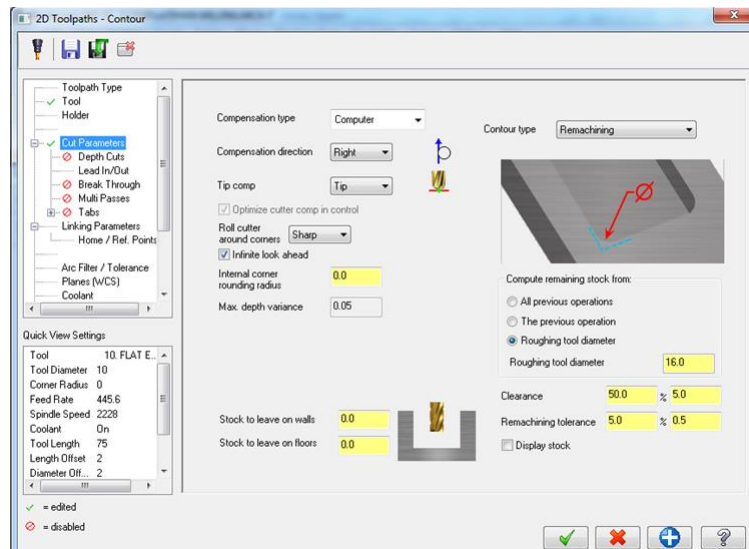 2D Toolpaths - Contour
Toolpath Type
Tool
Holder
Cut Parameters
Depth Cuts
Lead In/Out
Break Through
Multi Passes
Tabs
Linking Parameters
Home / Ref. Points
Arc Filter / Tolerance
Planes (WCS)
Coolant
Quick View Settings
Tool 10. FLAT E...
Tool Diameter 10
Corner Radius 0
Feed Rate 445.6
Spindle Speed 2228
Coolant On
Tool Length 75
Length Offset 2
Diameter Off... 2
= edited
= disabled
Compensation type Computer
Compensation direction Right
Tip comp Tip
Optimize cutter comp in control
Roll cutter
around corners Sharp
Infinite look ahead
Internal corner
rounding radius 0.0
Max. depth variance 0.05
Stock to leave on walls 0.0
Stock to leave on floors 0.0
Contour type Remachining
Compute remaining stock from:
All previous operations
The previous operation
Roughing tool diameter
Roughing tool diameter 16.0
Clearance 50.0 % 5.0
Remachining tolerance 5.0 % 0.5
Display stock